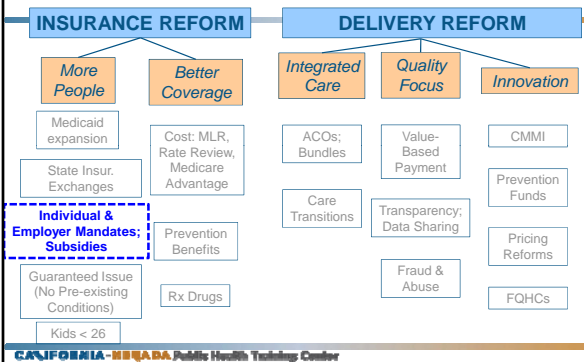 INSURANCE REFORM
DELIVERY REFORM
More
People
Better
Coverage
Integrated
Care
Quality
Focus
Innovation
Medicaid
expansion
State Insur.
Exchanges
Individual &
Employer Mandates;
Subsidies
Guaranteed Issue
(No Pre-existing
Conditions)
Kids < 26
Cost: MLR,
Rate Review,
Medicare
Advantage
Prevention
Benefits
Rx Drugs
ACOs;
Bundles
Care
Transitions
Value-
Based
Payment
Transparency;
Data Sharing
Fraud &
Abuse
CMMI
Prevention
Funds
Pricing
Reforms
FQHCs
CALIFORNIA-NEVADA Public Health Training Center